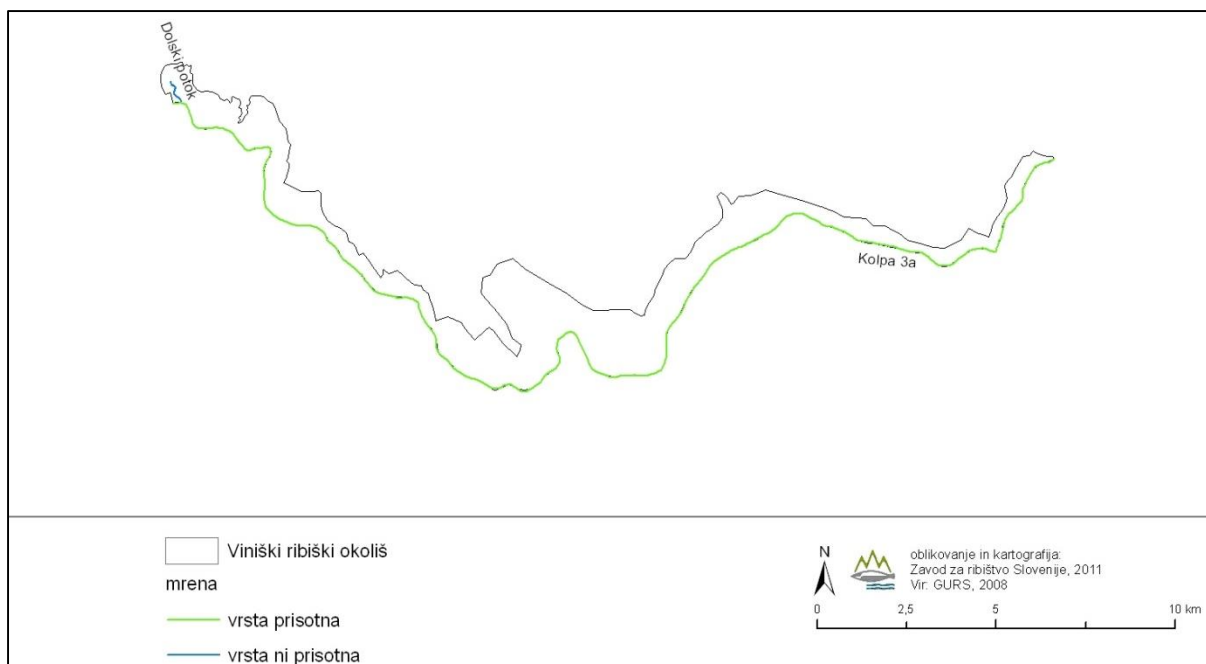 Dolski potok
Kolpa 3a
Viniški ribiški okoliš
mrena
vrsta prisotna
vrsta ni prisotna
N
oblikovanje in kartografija:
Zavod za ribištvo Slovenije, 2011
Vir: GURS, 2008
0 2,5 5 10 km